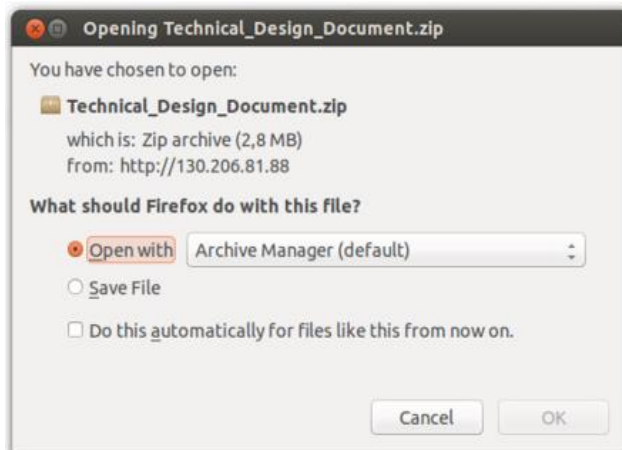 Opening Technical_Design_Document.zip
You have chosen to open:
Technical_Design_Document.zip
which is: Zip archive (2,8 MB)
from: http://130.206.81.88
What should Firefox do with this file?
Open with Archive Manager (default)
Save File
Do this automatically for files like this from now on.
Cancel OK